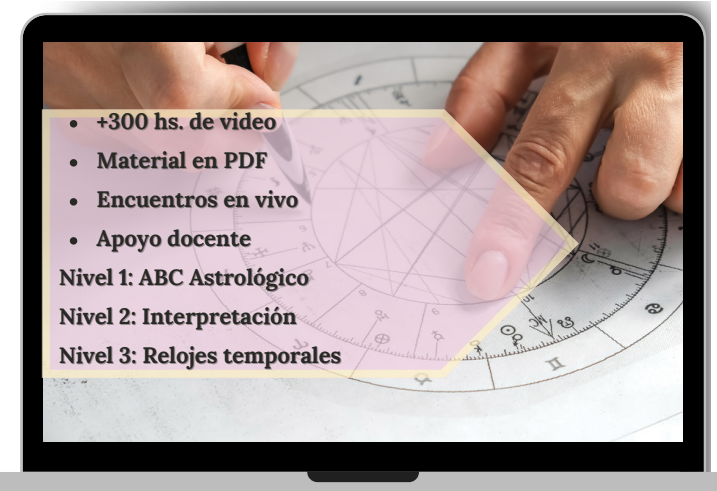 • +300 hs. de video
• Material en PDF
• Encuentros en vivo
• Apoyo docente
Nivel 1: ABC Astrológico
Nivel 2: Interpretación
Nivel 3: Relojes temporales